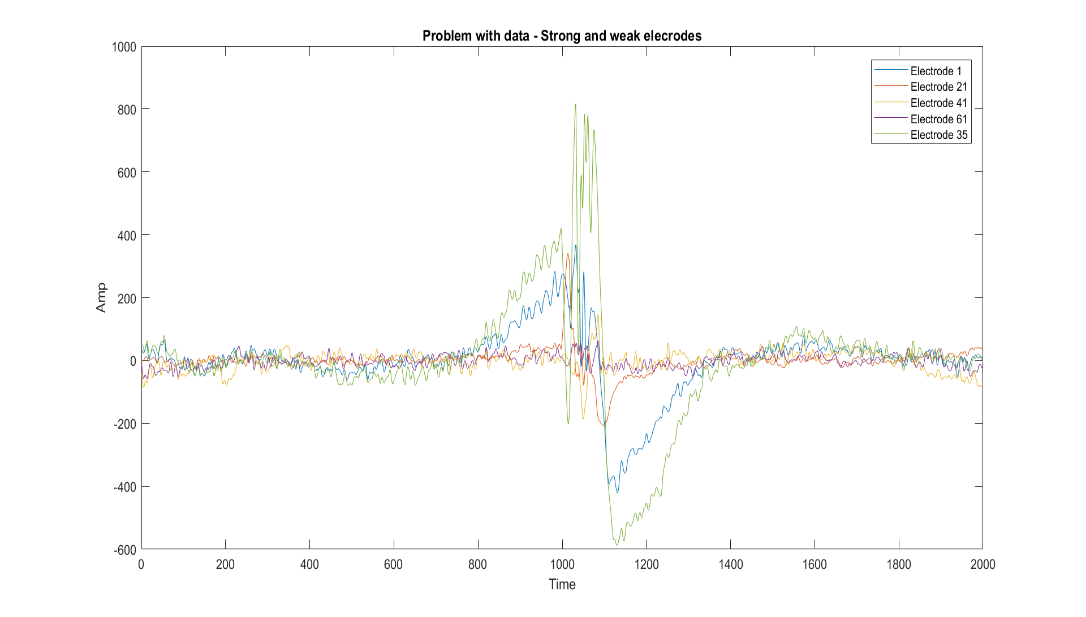 Problem with data - Strong and weak elecrodes
1000
800
600
400
200
0
-200
-400
-600
Amp
0 200 400 600 800 1000 1200 1400 1600 1800 2000
Time
Electrode 1
Electrode 21
Electrode 41
Electrode 61
Electrode 35